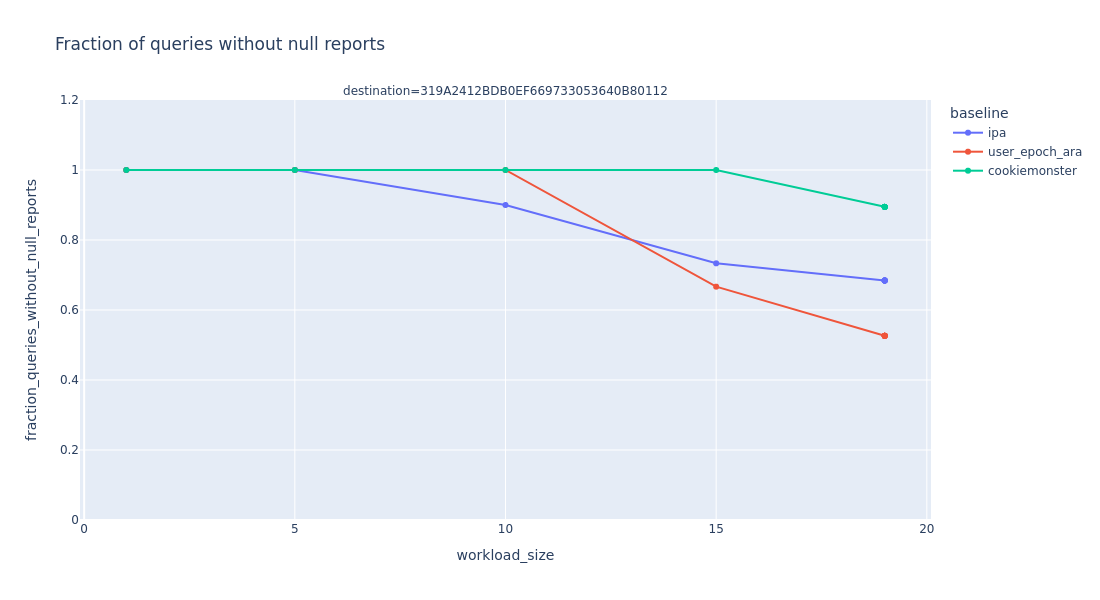 Fraction of queries without null reports
destination=319A2412BDB0EF669733053640B80112
fraction_queries_without_null_reports
1.2
1
0.8
0.6
0.4
0.2
0
0 5 10 15 20
workload_size
baseline
ipa
user_epoch_ara
cookiemonster